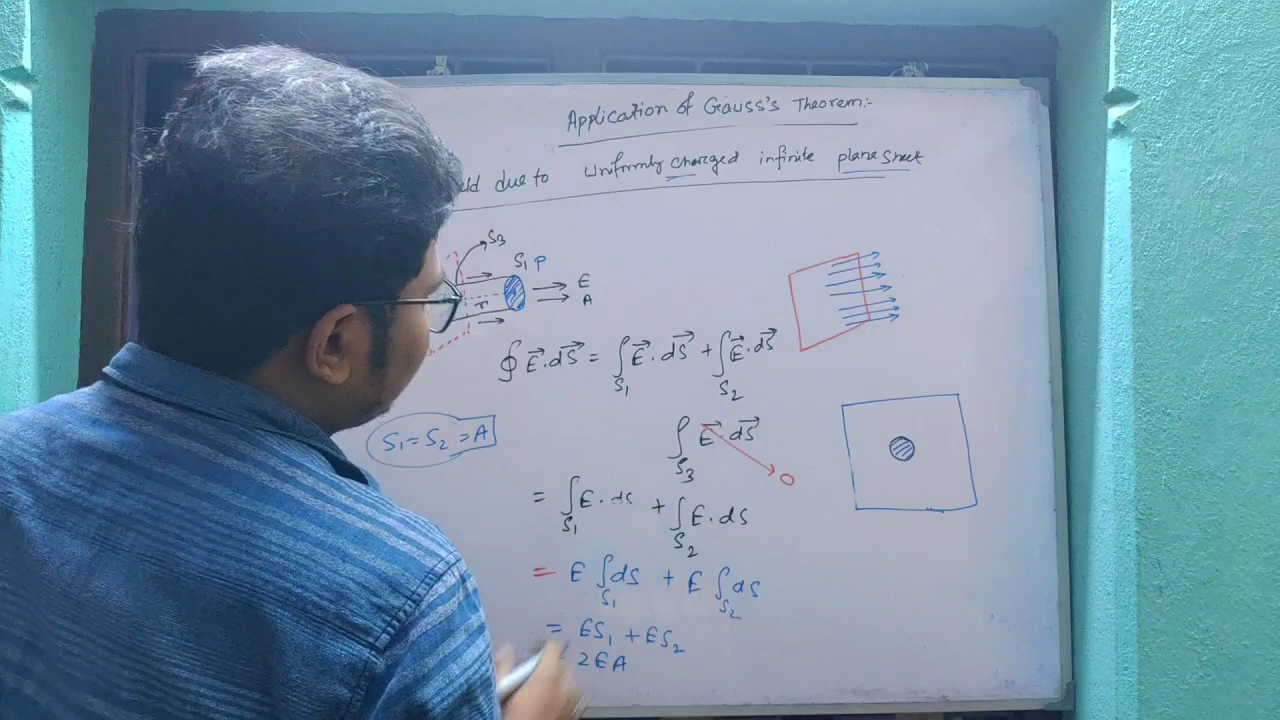 Application of Gauss's Theorem:-
due to Uniformly charged infinite plane sheet
S₃
S₁ P
E
A
r
∮ E⃗. dS⃗ = ∫ E⃗. dS⃗ + ∫ E⃗. dS⃗
S₁ S₂
∫ E⃗ dS⃗
S₃
0
S₁ = S₂ = A
= ∫ E. ds + ∫ E. ds
S₁ S₂
= E ∫ ds + E ∫ ds
S₁ S₂
= ES₁ + ES₂
2EA